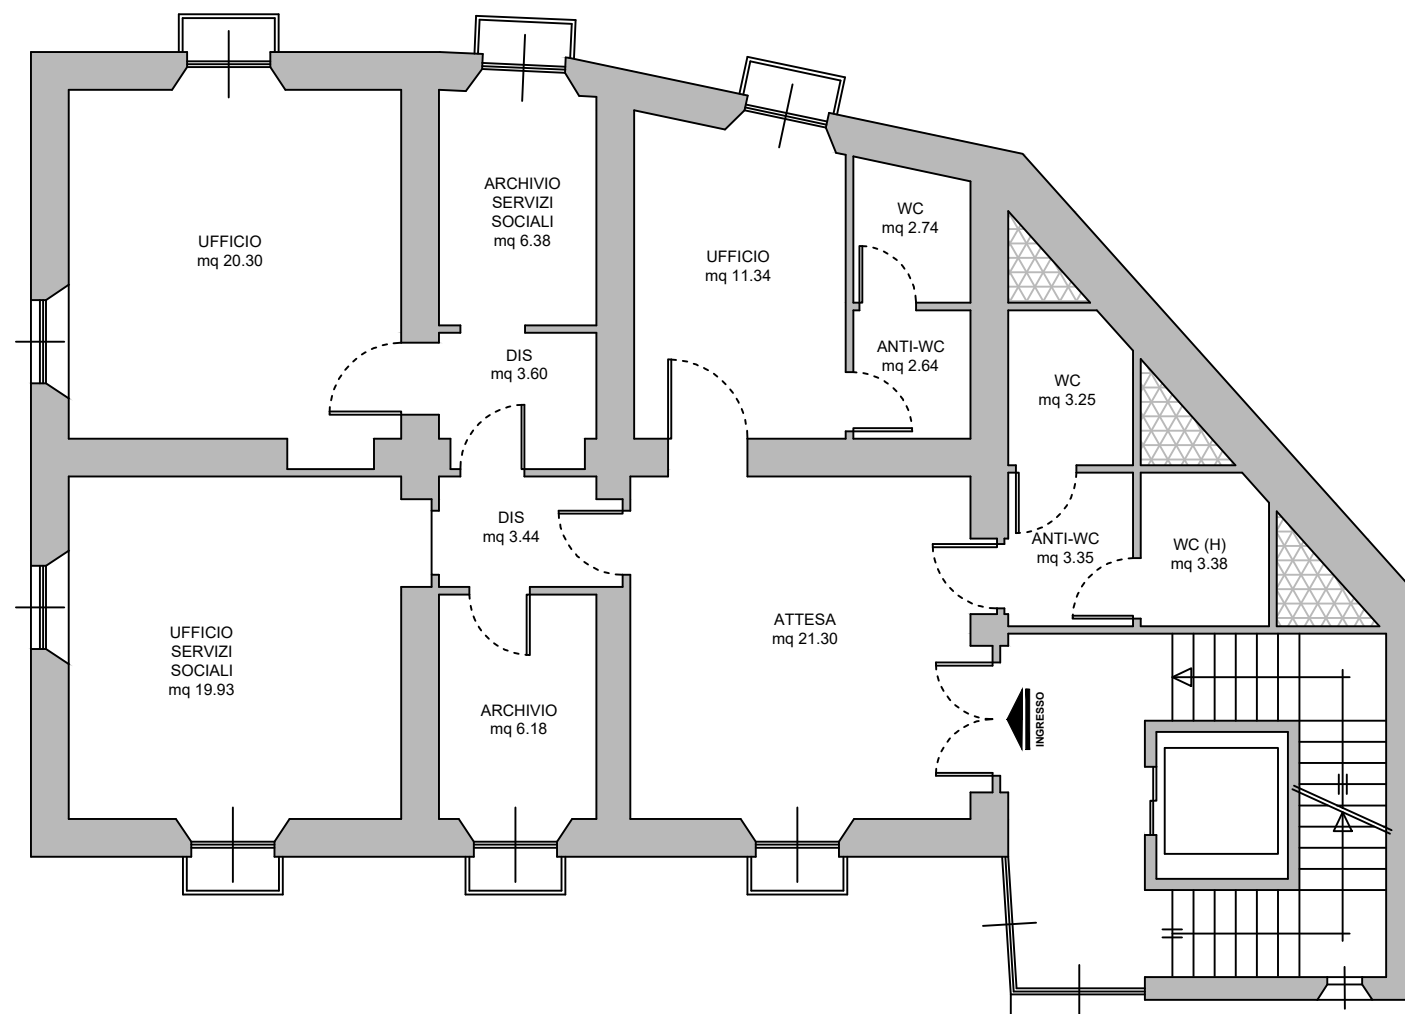 ARCHIVIO
SERVIZI
SOCIALI
mq 6.38
WC
mq 2.74
UFFICIO
mq 20.30
UFFICIO
mq 11.34
ANTI-WC
mq 2.64
DIS
mq 3.60
WC
mq 3.25
DIS
mq 3.44
ANTI-WC
mq 3.35
WC (H)
mq 3.38
UFFICIO
SERVIZI
SOCIALI
mq 19.93
ATTESA
mq 21.30
ARCHIVIO
mq 6.18
INGRESSO